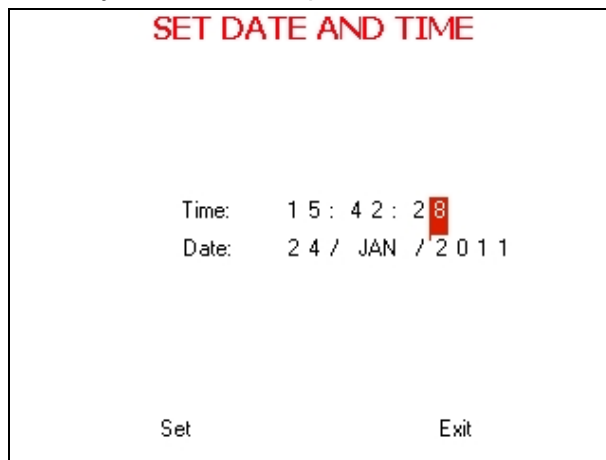 SET DATE AND TIME
Time: 15:42:28
Date: 24/ JAN /2011
Set Exit